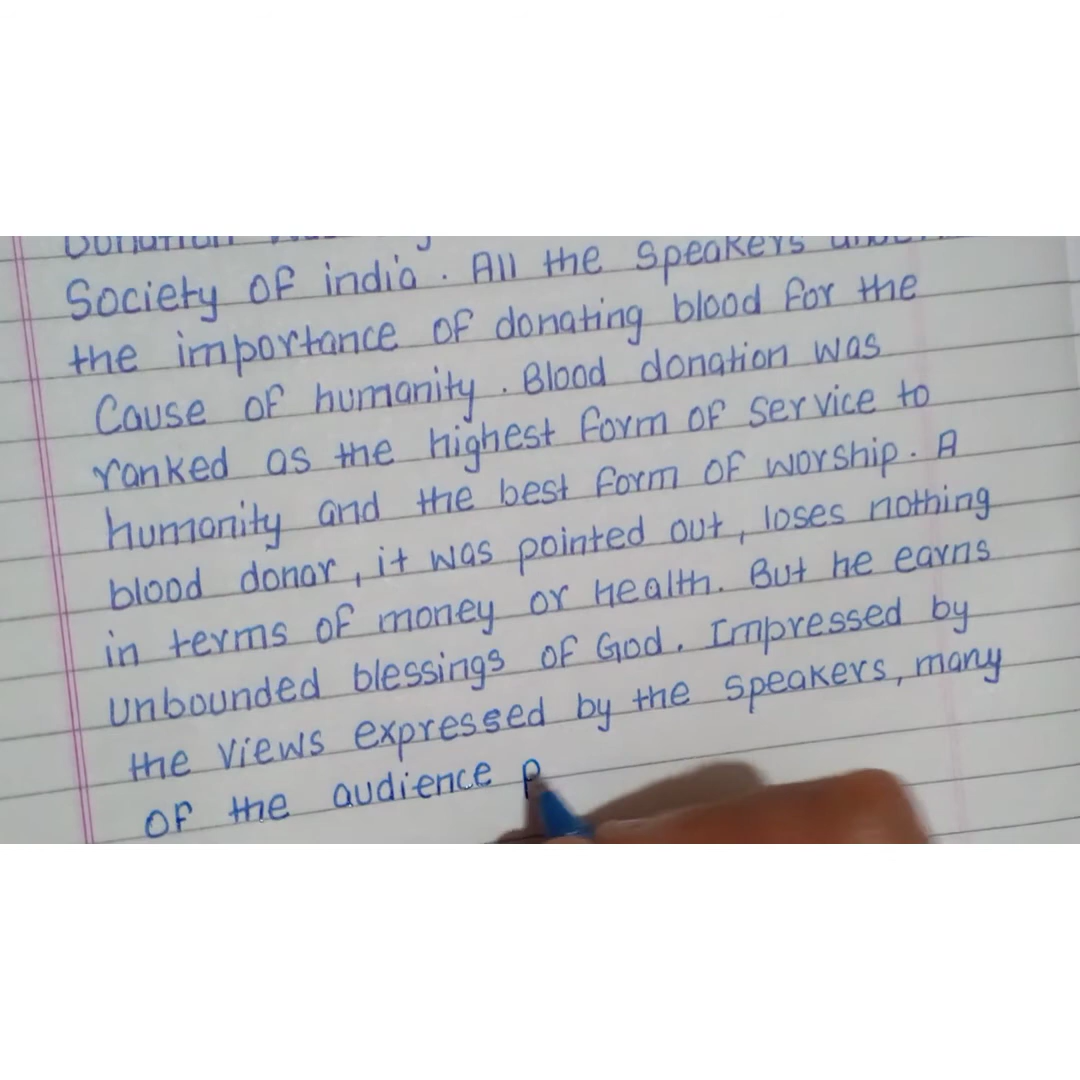 Donation
Society of india. All the speakers
the importance of donating blood for the
Cause of humanity. Blood donation was
ranked as the highest form of service to
humanity and the best form of worship. A
blood donar, it was pointed out, loses nothing
in terms of money or health. But he earns
unbounded blessings of God. Impressed by
the views expressed by the speakers, many
of the audience p